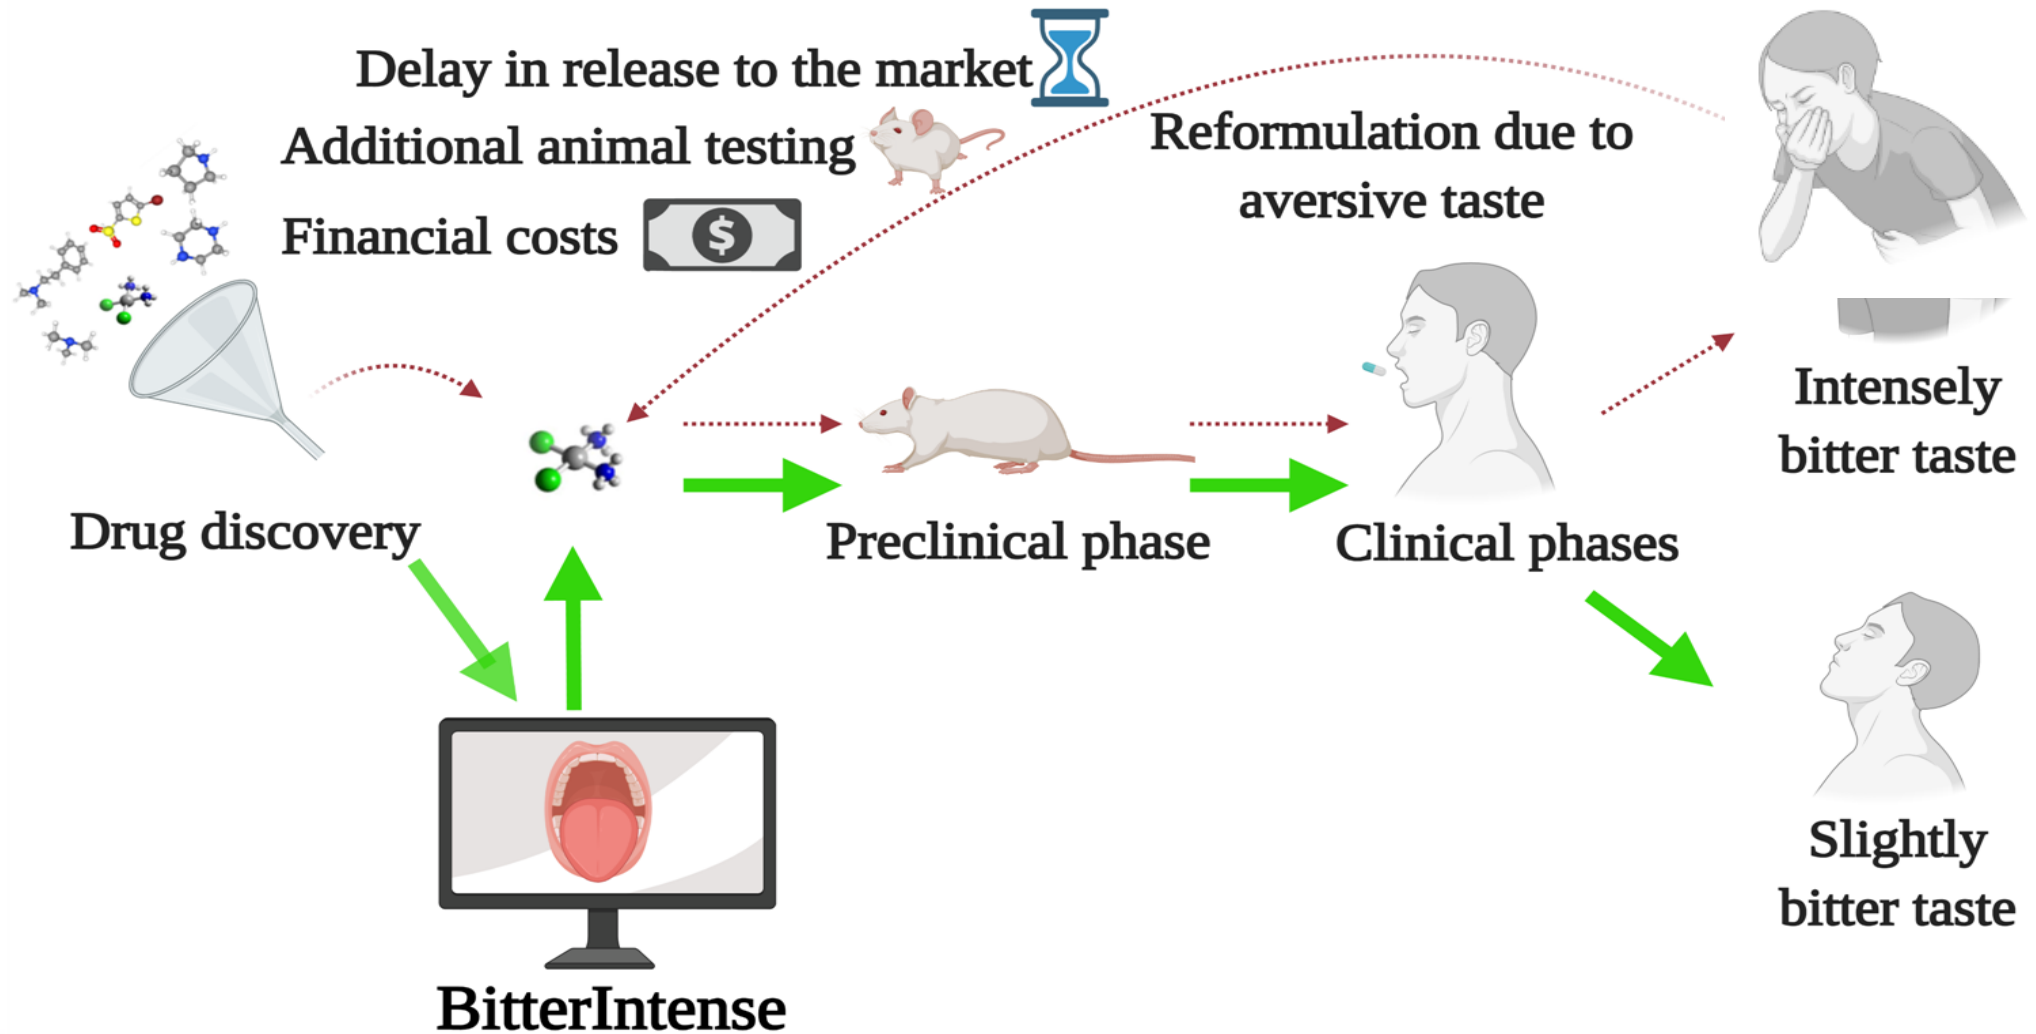 Delay in release to the market
Additional animal testing
Financial costs
$
Reformulation due to
aversive taste
Intensely
bitter taste
Drug discovery
Preclinical phase
Clinical phases
Slightly
bitter taste
BitterIntense